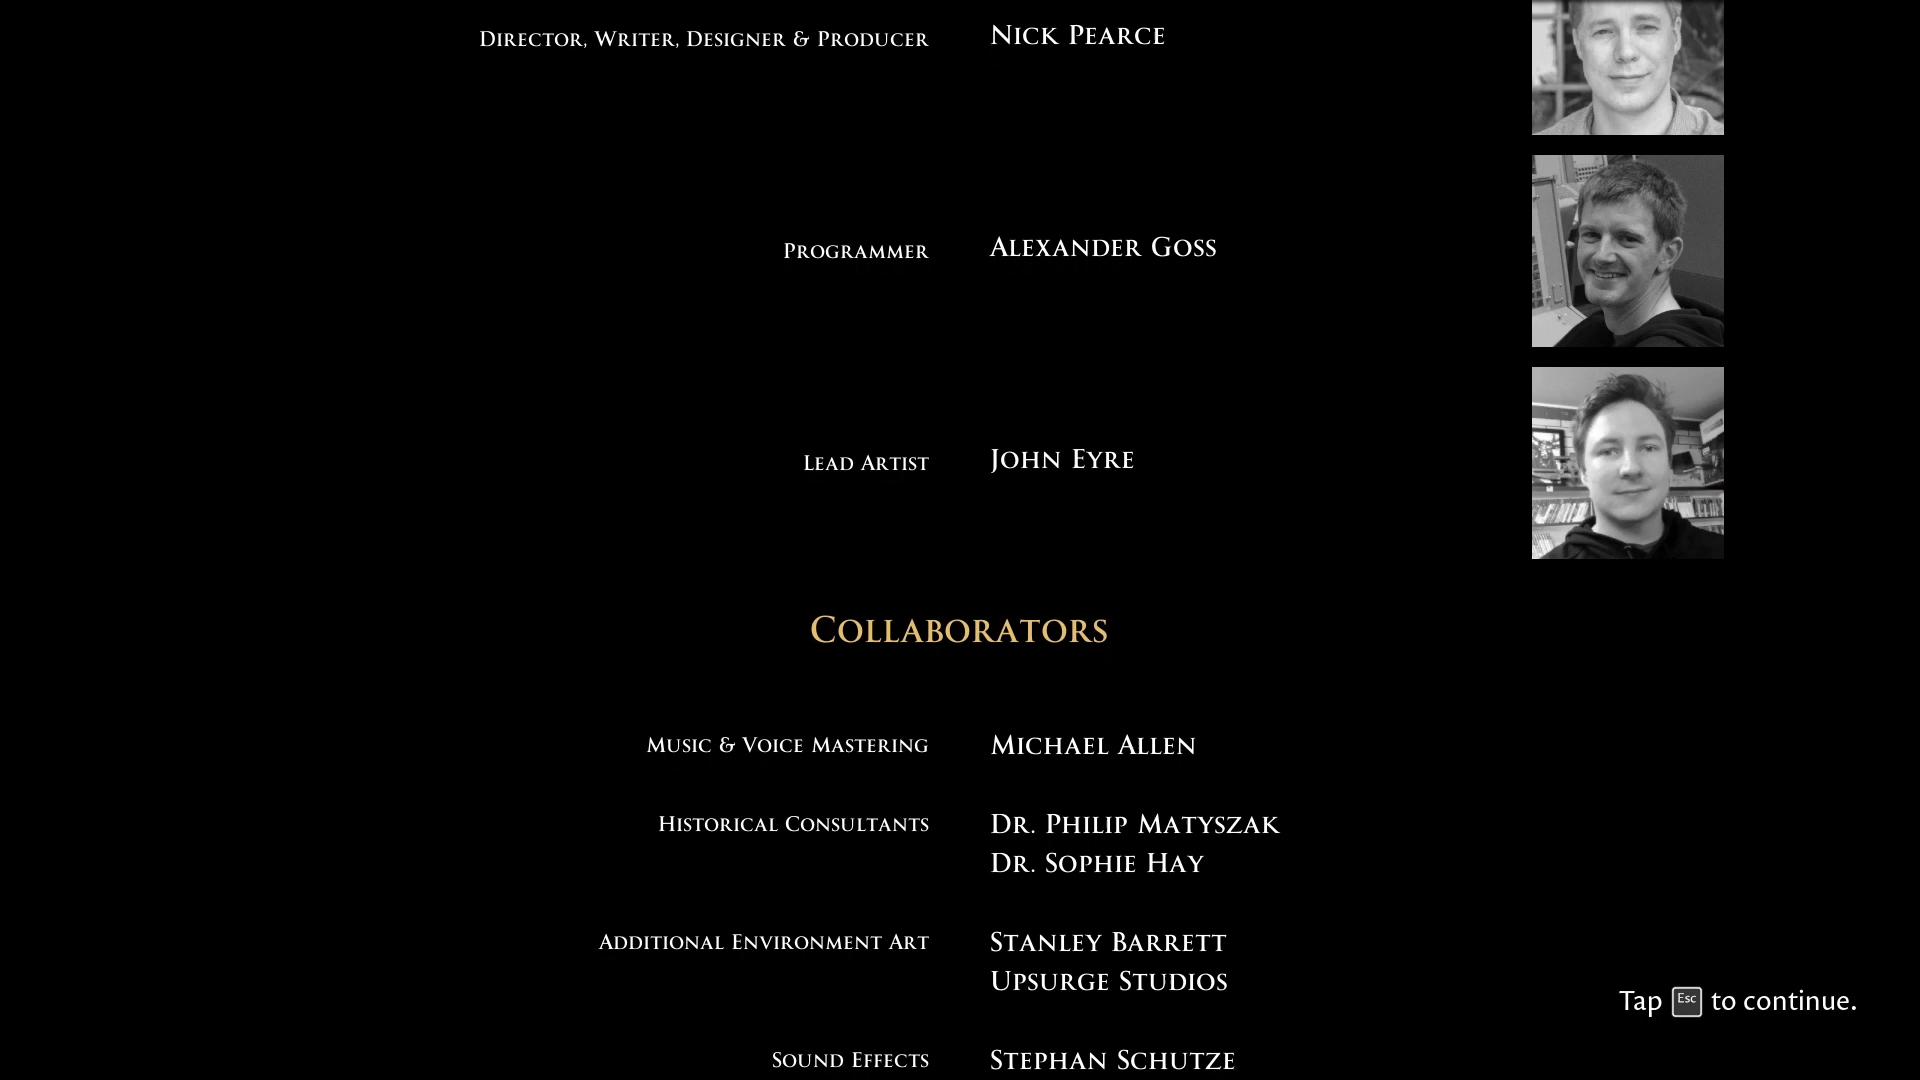 Director, Writer, Designer & Producer Nick Pearce
Programmer Alexander Goss
Lead Artist John Eyre
Collaborators
Music & Voice Mastering Michael Allen
Historical Consultants Dr. Philip Matyszak
Dr. Sophie Hay
Additional Environment Art Stanley Barrett
Upsurge Studios
Sound Effects Stephan Schutze
Tap Esc to continue.